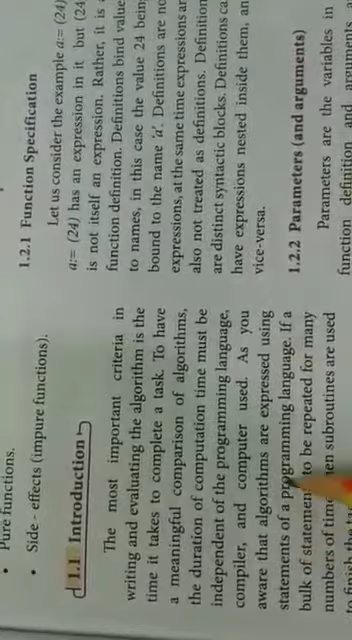 • Pure functions.
• Side - effects (impure functions).
1.1 Introduction
The most important criteria in
writing and evaluating the algorithm is the
time it takes to complete a task. To have
a meaningful comparison of algorithms,
the duration of computation time must be
independent of the programming language,
compiler, and computer used. As you
aware that algorithms are expressed using
statements of a programming language. If a
bulk of to be repeated for many
numbers of subroutines are used
to finish the
1.2.1 Function Specification
Let us consider the example a:= (24)
a:= (24) has an expression in it but (24)
is not itself an expression. Rather, it is a
function definition. Definitions bind value
to names, in this case the value 24 being
bound to the name 'a'. Definitions are no
expressions, at the same time expressions ar
also not treated as definitions. Definition
are distinct syntactic blocks. Definitions ca
have expressions nested inside them, an
vice-versa.
1.2.2 Parameters (and arguments)
Parameters are the variables in
function definition and arguments a